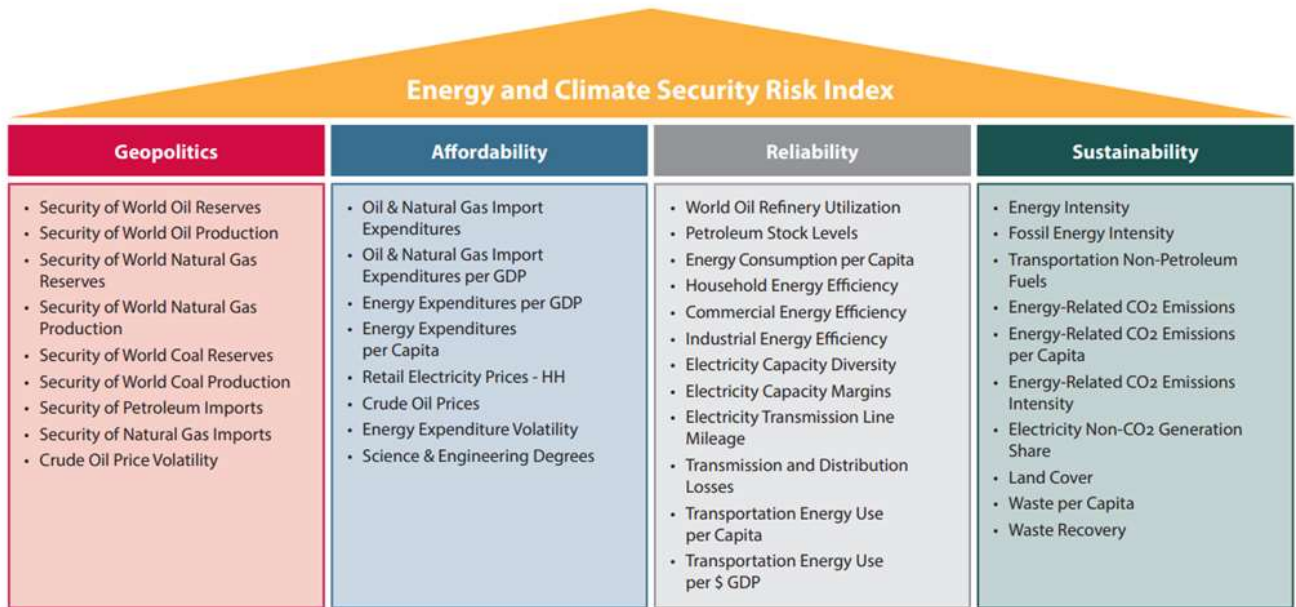 Energy and Climate Security Risk Index
Geopolitics
• Security of World Oil Reserves
• Security of World Oil Production
• Security of World Natural Gas
Reserves
• Security of World Natural Gas
Production
• Security of World Coal Reserves
• Security of World Coal Production
• Security of Petroleum Imports
• Security of Natural Gas Imports
• Crude Oil Price Volatility
Affordability
• Oil & Natural Gas Import
Expenditures
• Oil & Natural Gas Import
Expenditures per GDP
• Energy Expenditures per GDP
• Energy Expenditures
per Capita
• Retail Electricity Prices - HH
• Crude Oil Prices
• Energy Expenditure Volatility
• Science & Engineering Degrees
Reliability
• World Oil Refinery Utilization
• Petroleum Stock Levels
• Energy Consumption per Capita
• Household Energy Efficiency
• Commercial Energy Efficiency
• Industrial Energy Efficiency
• Electricity Capacity Diversity
• Electricity Capacity Margins
• Electricity Transmission Line
Mileage
• Transmission and Distribution
Losses
• Transportation Energy Use
per Capita
• Transportation Energy Use
per $ GDP
Sustainability
• Energy Intensity
• Fossil Energy Intensity
• Transportation Non-Petroleum
Fuels
• Energy-Related CO2 Emissions
• Energy-Related CO2 Emissions
per Capita
• Energy-Related CO2 Emissions
Intensity
• Electricity Non-CO2 Generation
Share
• Land Cover
• Waste per Capita
• Waste Recovery